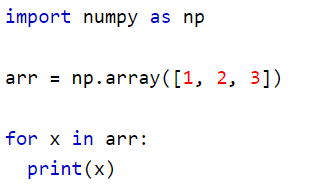 import numpy as np
arr = np.array([1, 2, 3])
for x in arr:
  print(x)